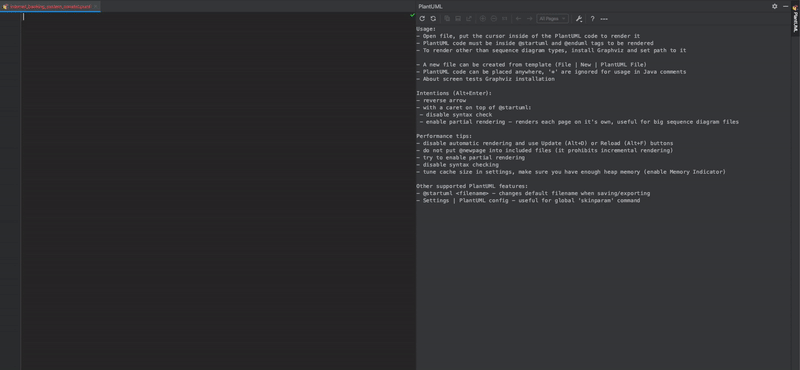 PlantUML
All Pages
?
Usage:
- Open file, put the cursor inside of the PlantUML code to render it
- PlantUML code must be inside @startuml and @enduml tags to be rendered
- To render other than sequence diagram types, install Graphviz and set path to it
- A new file can be created from template (File | New | PlantUML File)
- PlantUML code can be placed anywhere, '*' are ignored for usage in Java comments
- About screen tests Graphviz installation
Intentions (Alt+Enter):
- reverse arrow
- with a caret on top of @startuml:
- disable syntax check
- enable partial rendering - renders each page on it's own, useful for big sequence diagram files
Performance tips:
- disable automatic rendering and use Update (Alt+D) or Reload (Alt+F) buttons
- do not put @newpage into included files (it prohibits incremental rendering)
- try to enable partial rendering
- disable syntax checking
- tune cache size in settings, make sure you have enough heap memory (enable Memory Indicator)
Other supported PlantUML features:
- @startuml <filename> - changes default filename when saving/exporting
- Settings | PlantUML config - useful for global 'skinparam' command
PlantUML